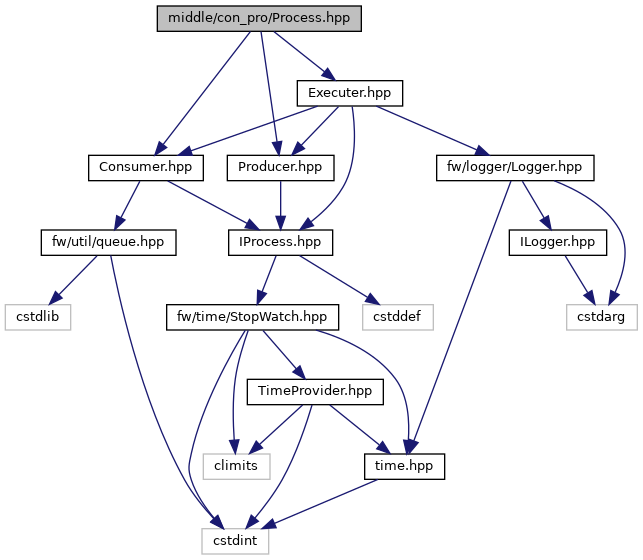 middle/con_pro/Process.hpp
Executer.hpp
Consumer.hpp
Producer.hpp
fw/logger/Logger.hpp
fw/util/queue.hpp
IProcess.hpp
ILogger.hpp
cstdlib
fw/time/StopWatch.hpp
cstddef
cstdarg
TimeProvider.hpp
climits
time.hpp
cstdint